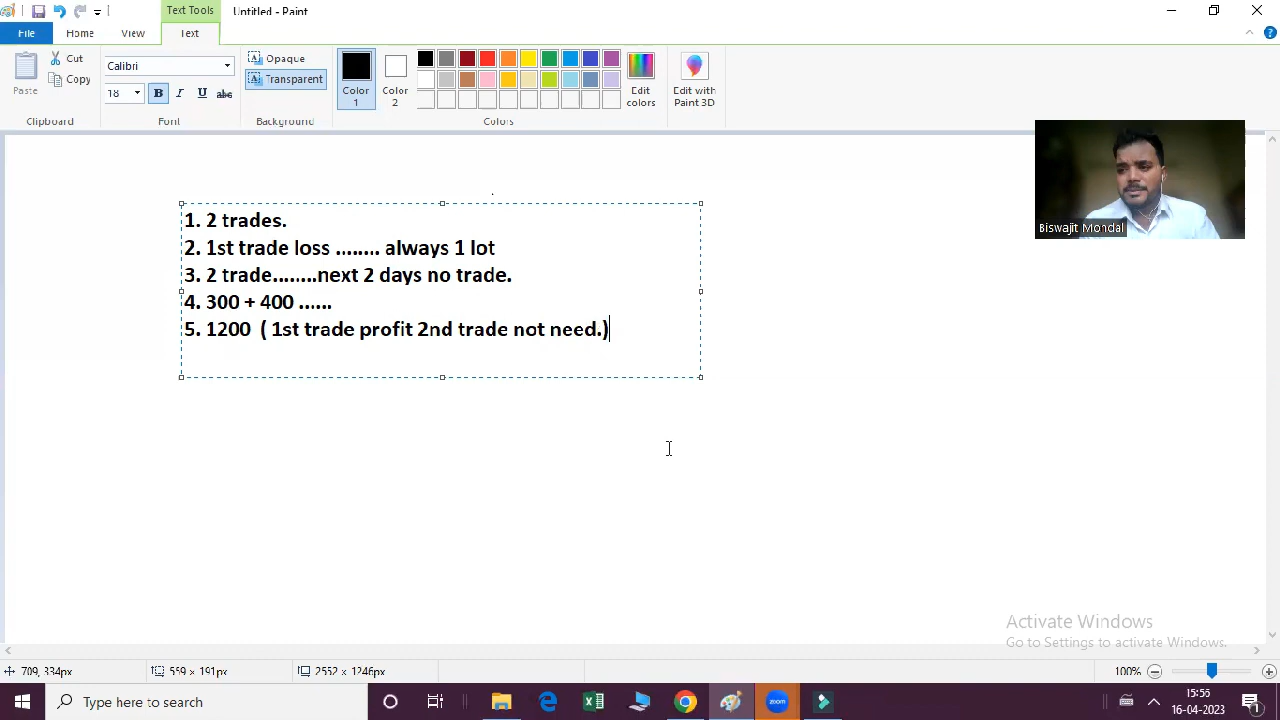 Text Tools
Untitled - Paint
File
Home
View
Text
Paste
Cut
Copy
Clipboard
Calibri
18
B
I
U
abc
Font
Opaque
Transparent
Background
Color 1
Color 2
Edit colors
Colors
Edit with Paint 3D
Biswajit Mondal
1. 2 trades.
2. 1st trade loss ........ always 1 lot
3. 2 trade........next 2 days no trade.
4. 300 + 400 ......
5. 1200 ( 1st trade profit 2nd trade not need.)
Activate Windows
Go to Settings to activate Windows.
709, 334px
559 × 191px
2552 × 1246px
100%
Type here to search
zoom
15:56
16-04-2023
1